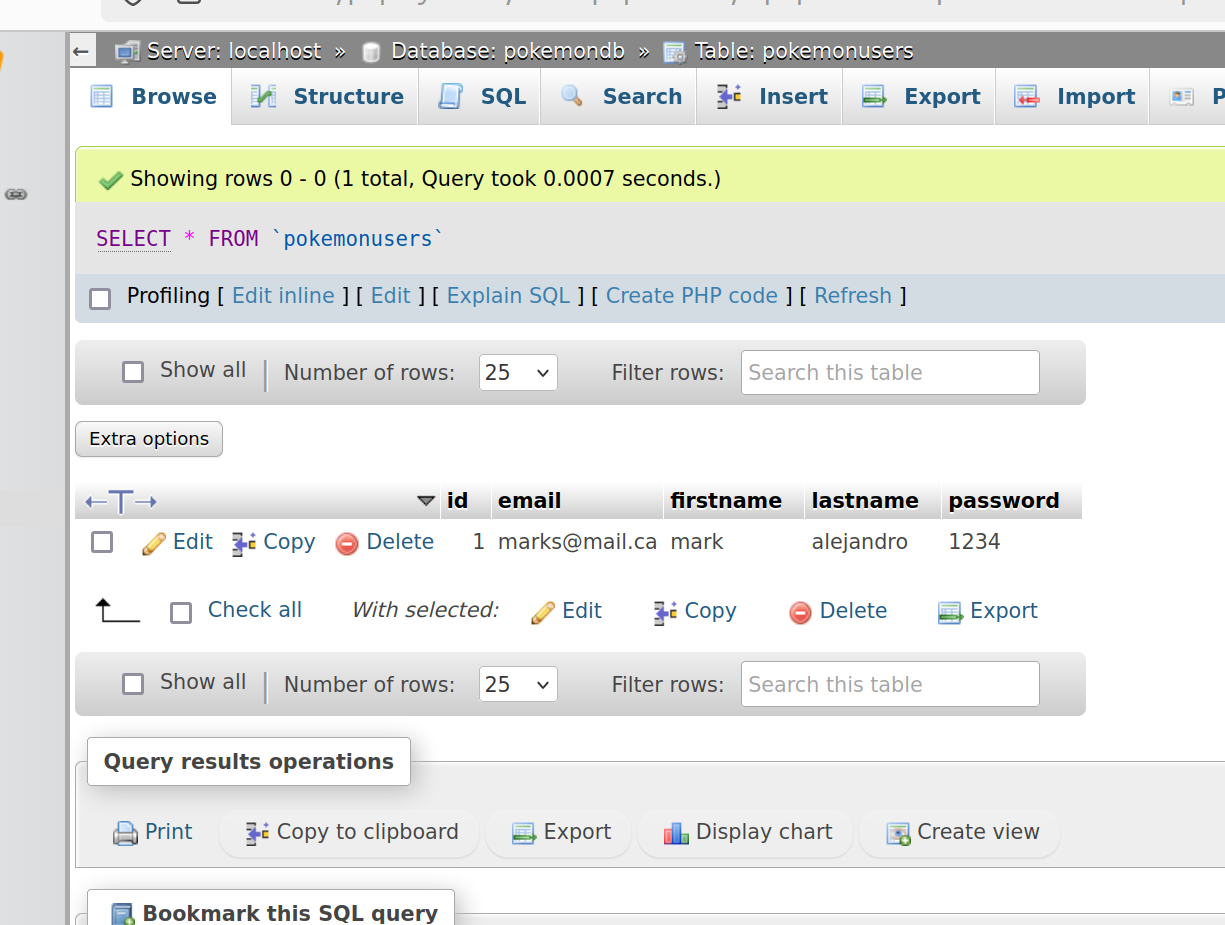 Server: localhost » Database: pokemondb » Table: pokemonusers
Browse Structure SQL Search Insert Export Import P
Showing rows 0 - 0 (1 total, Query took 0.0007 seconds.)
SELECT * FROM `pokemonusers`
Profiling [ Edit inline ] [ Edit ] [ Explain SQL ] [ Create PHP code ] [ Refresh ]
Show all Number of rows: 25 Filter rows: Search this table
Extra options
←T→ id email firstname lastname password
Edit Copy Delete 1 marks@mail.ca mark alejandro 1234
Check all With selected: Edit Copy Delete Export
Show all Number of rows: 25 Filter rows: Search this table
Query results operations
Print Copy to clipboard Export Display chart Create view
Bookmark this SQL query